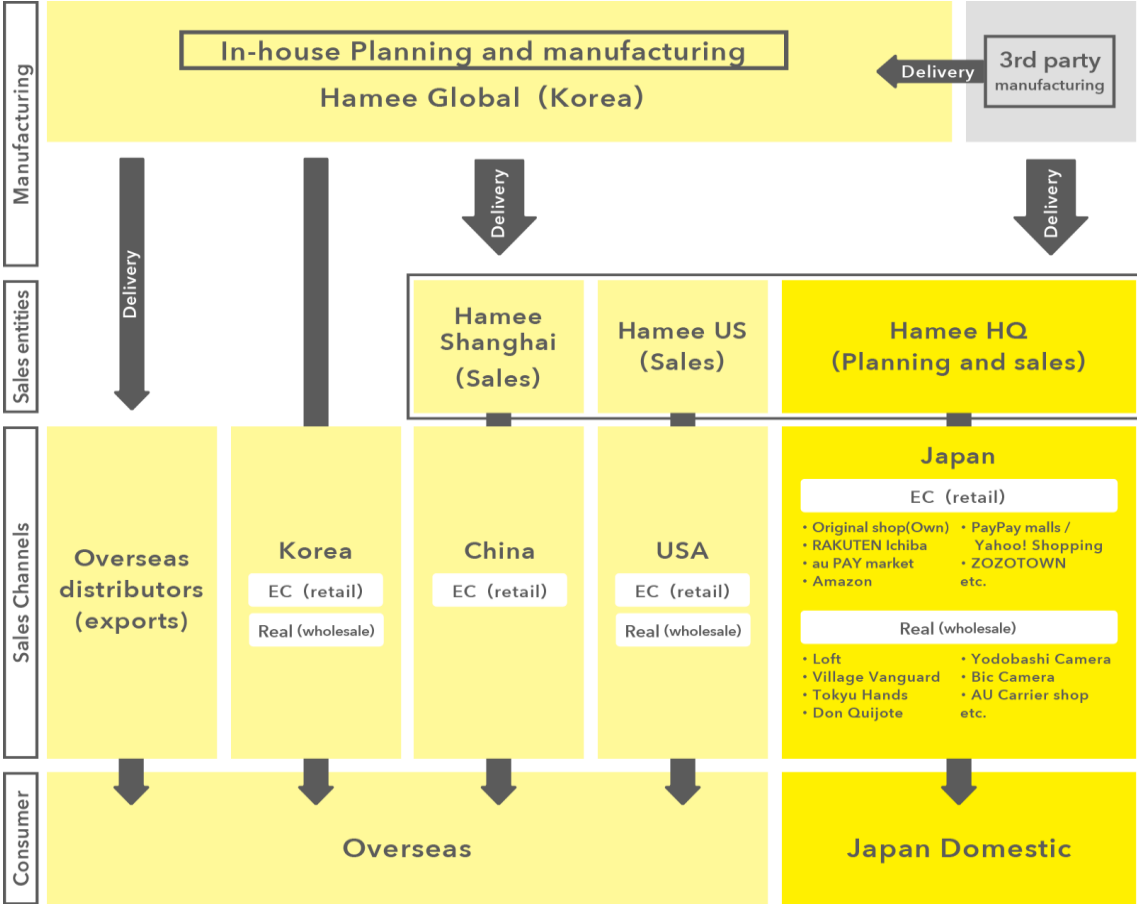 Manufacturing
In-house Planning and manufacturing
Hamee Global (Korea)
Delivery
3rd party
manufacturing
Delivery
Delivery
Delivery
Sales entities
Hamee
Shanghai
(Sales)
Hamee US
(Sales)
Hamee HQ
(Planning and sales)
Sales Channels
Overseas
distributors
(exports)
Korea
EC (retail)
Real (wholesale)
China
EC (retail)
USA
EC (retail)
Real (wholesale)
Japan
EC (retail)
・Original shop(Own)
・RAKUTEN Ichiba
・au PAY market
・Amazon
・PayPay malls /
Yahoo! Shopping
・ZOZOTOWN
etc.
Real (wholesale)
・Loft
・Village Vanguard
・Tokyu Hands
・Don Quijote
・Yodobashi Camera
・Bic Camera
・AU Carrier shop
etc.
Consumer
Overseas
Japan Domestic